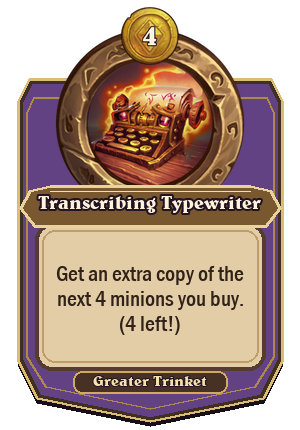 4
Transcribing Typewriter
Get an extra copy of the
next 4 minions you buy.
(4 left!)
Greater Trinket